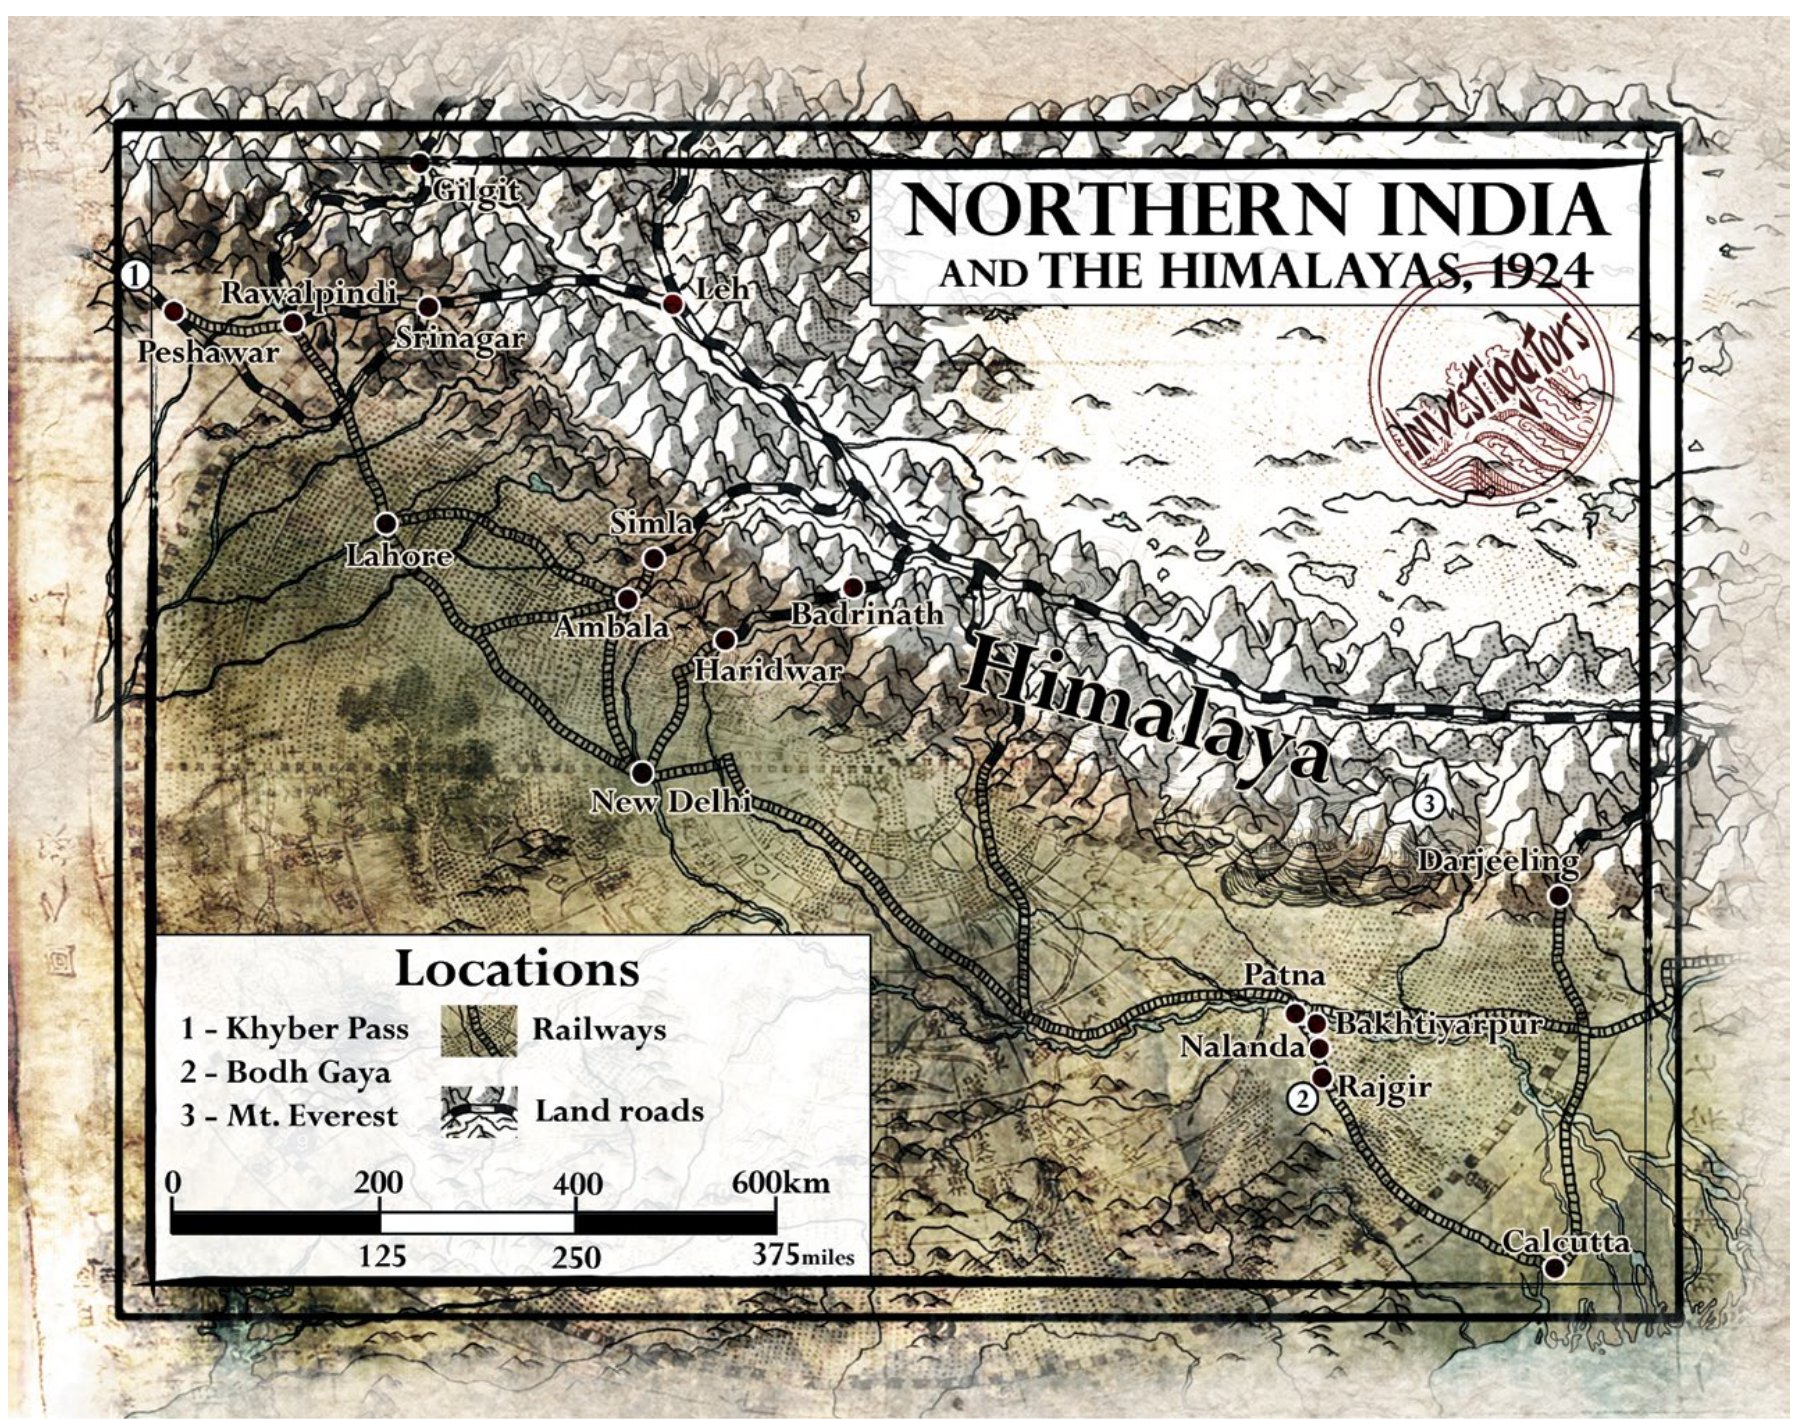 NORTHERN INDIA
AND THE HIMALAYAS, 1924
Investigators
Gilgit
1
Rawalpindi
Leh
Peshawar
Srinagar
Lahore
Simla
Ambala
Badrinath
Haridwar
Himalaya
New Delhi
3
Darjeeling
Patna
Bakhtiyarpur
Nalanda
Rajgir
2
Calcutta
Locations
1 - Khyber Pass
2 - Bodh Gaya
3 - Mt. Everest
Railways
Land roads
0 200 400 600km
125 250 375miles